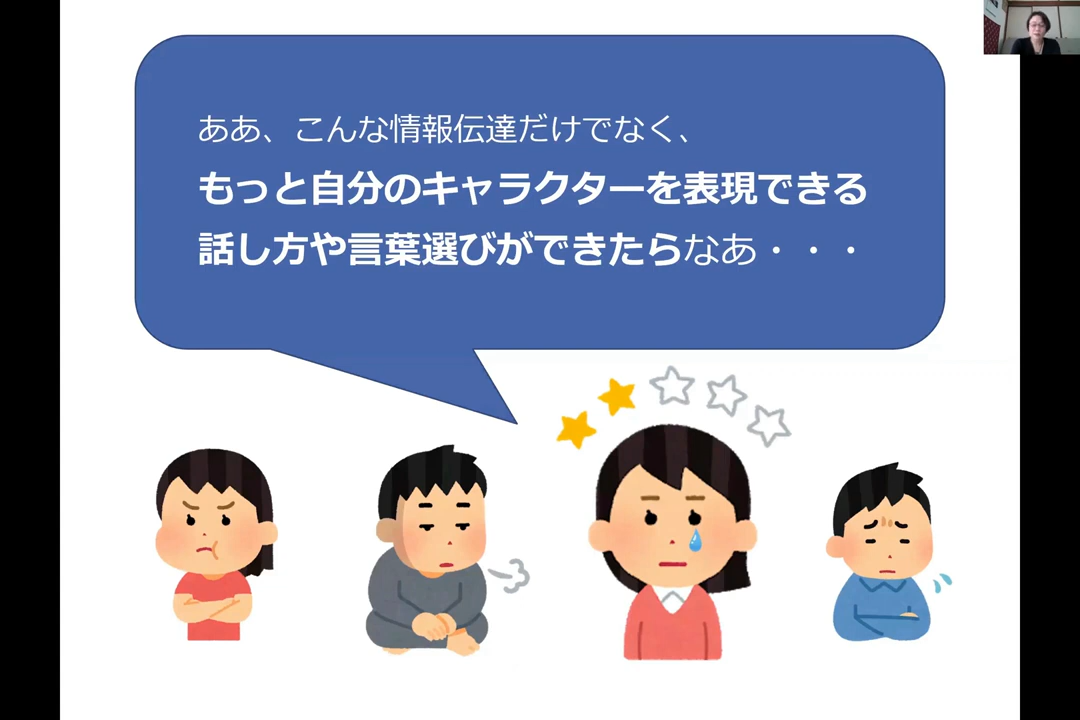 ああ、こんな情報伝達だけでなく、
もっと自分のキャラクターを表現できる
話し方や言葉選びができたらなあ・・・